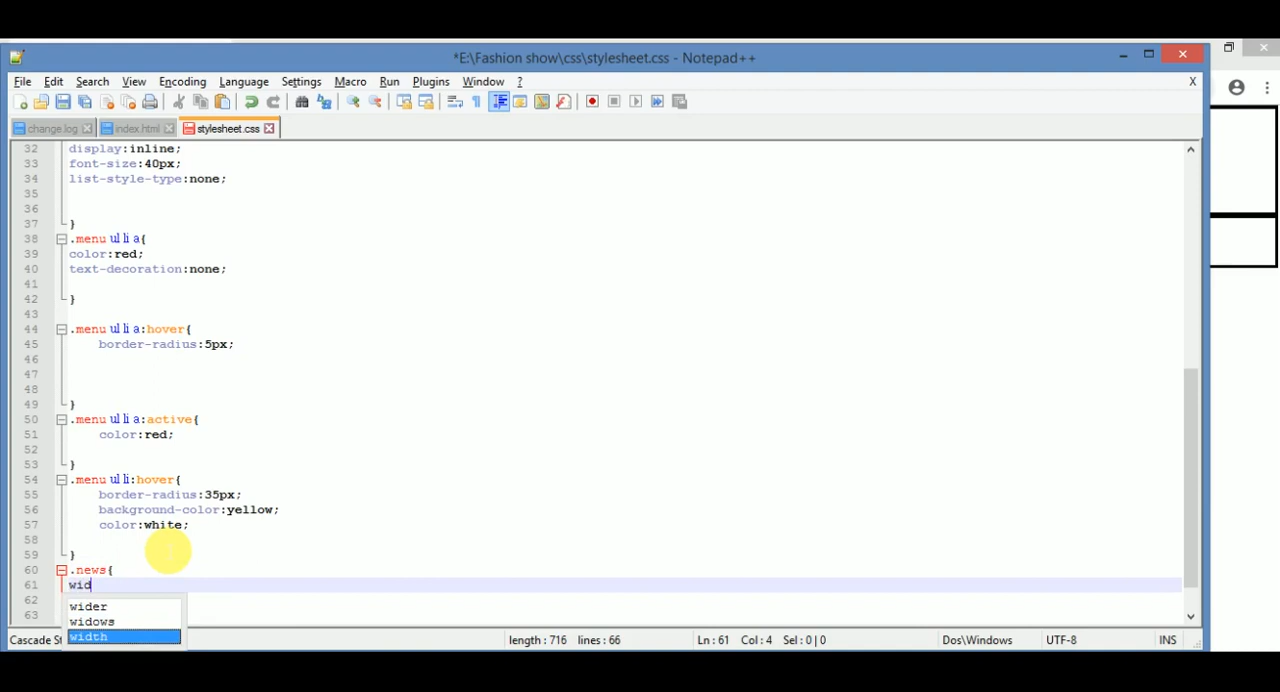 *E:\Fashion show\css\stylesheet.css - Notepad++
File Edit Search View Encoding Language Settings Macro Run Plugins Window ? X
change.log index.html stylesheet.css
32 display:inline;
33 font-size:40px;
34 list-style-type:none;
35
36
37 }
38 .menu ul li a{
39 color:red;
40 text-decoration:none;
41
42 }
43
44 .menu ul li a:hover{
45 border-radius:5px;
46
47
48
49 }
50 .menu ul li a:active{
51 color:red;
52
53 }
54 .menu ul li:hover{
55 border-radius:35px;
56 background-color:yellow;
57 color:white;
58
59 }
60 .news{
61 wid
62 wider
widows
63
width
Cascade St length : 716 lines : 66 Ln : 61 Col : 4 Sel : 0 | 0 Dos\Windows UTF-8 INS